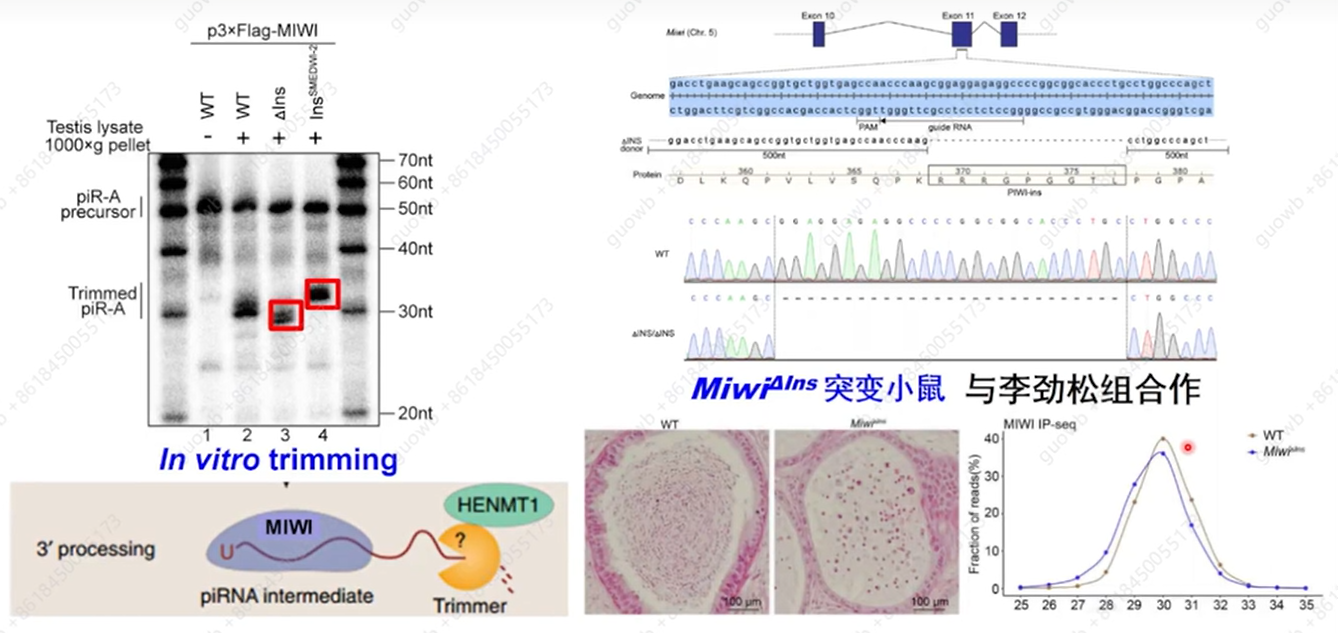 p3×Flag-MIWI
WT
WT
ΔIns
Ins^SMEDWI-2
Testis lysate
1000×g pellet
- + + +
piR-A
precursor
Trimmed
piR-A
70nt
60nt
50nt
40nt
30nt
20nt
1 2 3 4
In vitro trimming
3′ processing
MIWI
U
piRNA intermediate
?
HENMT1
Trimmer
Exon 10
Exon 11
Exon 12
Miwi (Chr. 5)
Genome
gacctgaagcagccggtgctggtgagccaacccaagcggaggagaggccccggcggcaccctgcctggcccagct
ctggacttcgtcggccacgaccactcggttgggttcgcctcctctccggggccgccgtgggacggaccgggtcga
PAM
guide RNA
ΔINS
donor
ggacctgaagcagccggtgctggtgagccaacccaag
cctggcccagct
500nt
500nt
Protein
360 365 370 375 380
D L K Q P V L V S Q P K R R R G P G G T L P G P A
PIWI-ins
C C C A A G C G G A G G A G A G G C C C C G G C G G C A C C C T G C C T G G C C C
WT
C C C A A G C
C T G G C C C
ΔINS/ΔINS
Miwi^ΔIns 突变小鼠 与李劲松组合作
WT
Miwi^ΔIns
100 μm
100 μm
MIWI IP-seq
WT
Miwi^ΔIns
Fraction of reads(%)
40
30
20
10
0
25 26 27 28 29 30 31 32 33 34 35
guowb +8618450055173